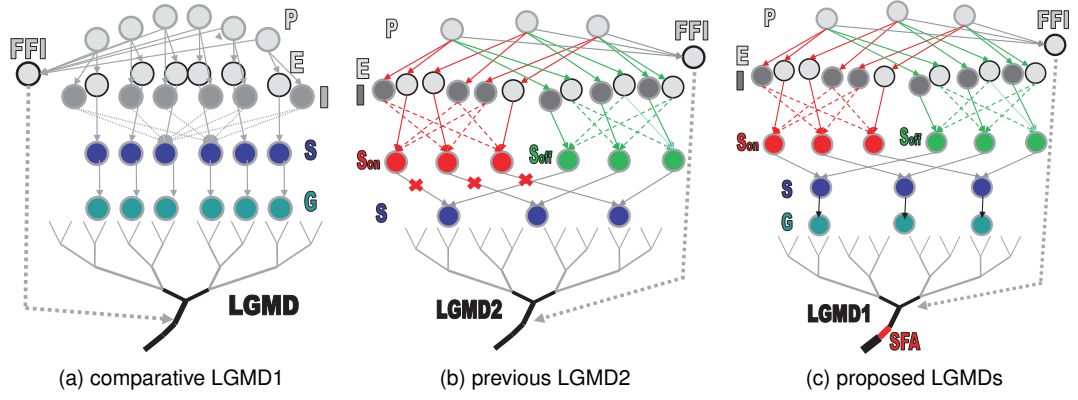 P
FFI
E
I
S
G
LGMD
(a) comparative LGMD1
P
FFI
E
I
Son
Soff
S
LGMD2
(b) previous LGMD2
P
FFI
E
I
Son
Soff
S
G
LGMD1
SFA
(c) proposed LGMDs